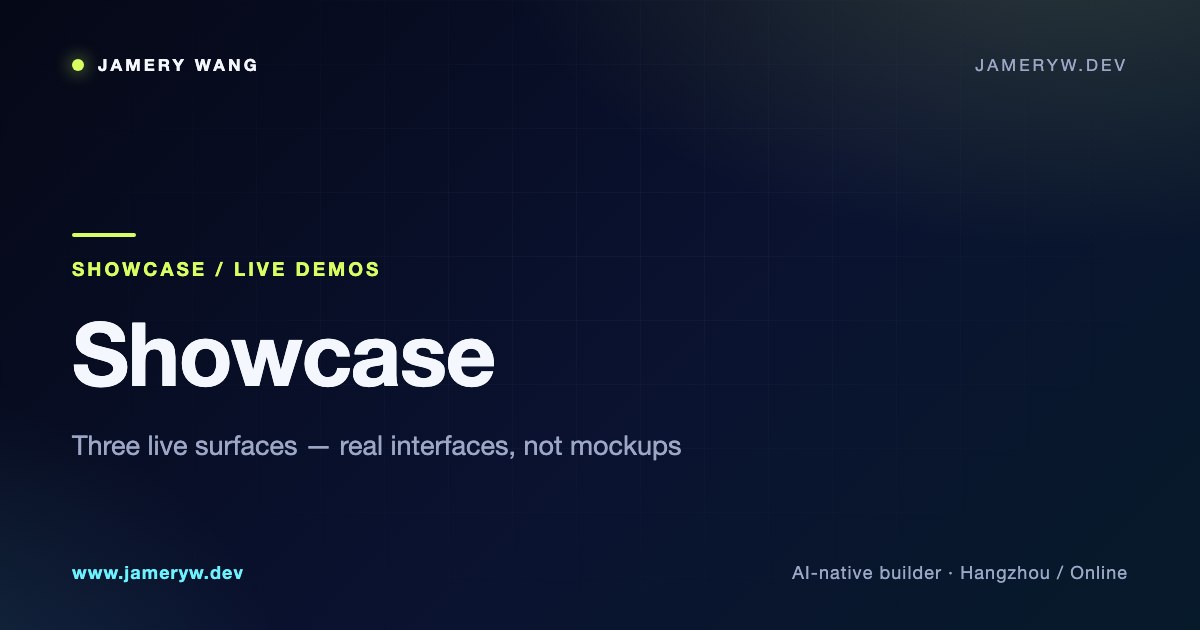 JAMERY WANG
JAMERYW.DEV
SHOWCASE / LIVE DEMOS
Showcase
Three live surfaces — real interfaces, not mockups
www.jameryw.dev
AI-native builder · Hangzhou / Online